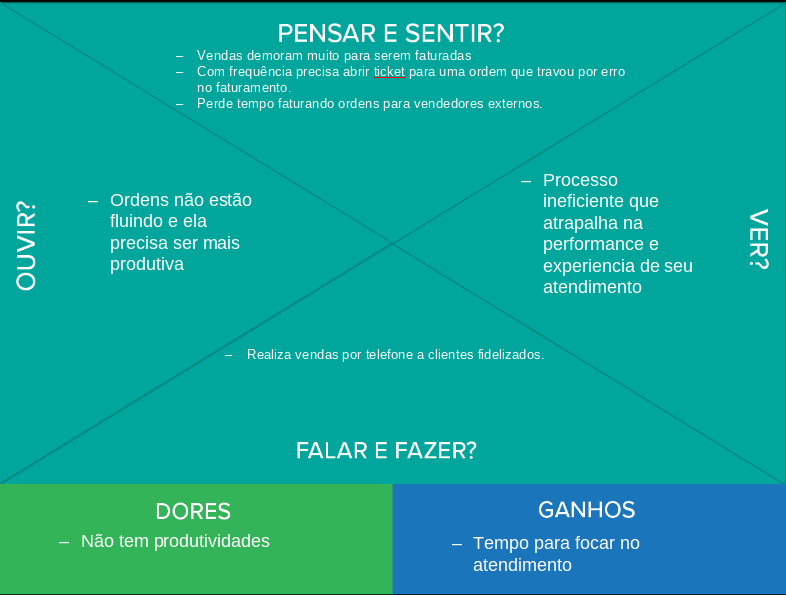 PENSAR E SENTIR?
– Vendas demoram muito para serem faturadas
– Com frequência precisa abrir ticket para uma ordem que travou por erro
no faturamento.
– Perde tempo faturando ordens para vendedores externos.
OUVIR?
– Ordens não estão
fluindo e ela
precisa ser mais
produtiva
– Processo
ineficiente que
atrapalha na
performance e
experiencia de seu
atendimento
VER?
– Realiza vendas por telefone a clientes fidelizados.
FALAR E FAZER?
DORES
– Não tem produtividades
GANHOS
– Tempo para focar no
atendimento